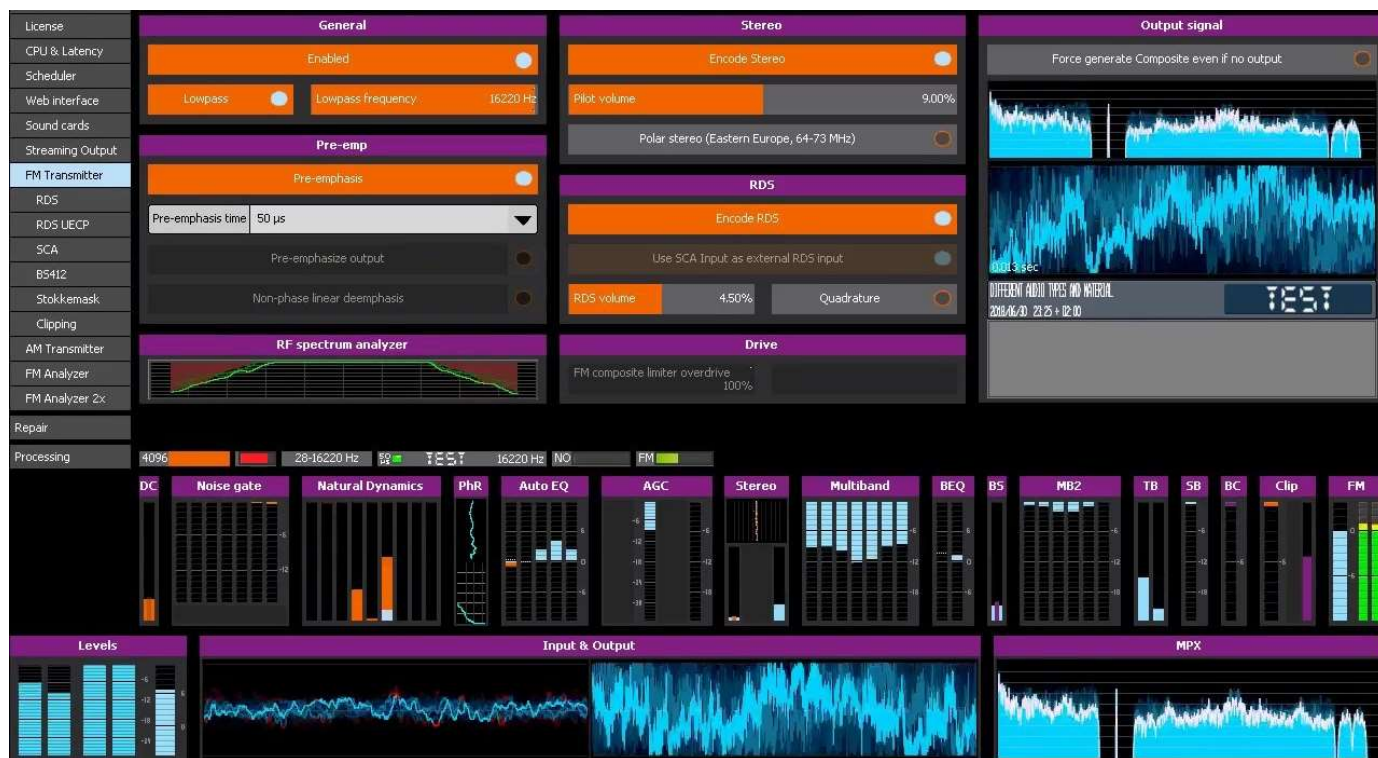 License
CPU & Latency
Scheduler
Web interface
Sound cards
Streaming Output
FM Transmitter
RDS
RDS UECP
SCA
BS412
Stokkemask
Clipping
AM Transmitter
FM Analyzer
FM Analyzer 2x
Repair
Processing
General
Enabled
Lowpass
Lowpass frequency 16220 Hz
Pre-emp
Pre-emphasis
Pre-emphasis time 50 µs
Pre-emphasize output
Non-phase linear deemphasis
RF spectrum analyzer
Stereo
Encode Stereo
Pilot volume 9.00%
Polar stereo (Eastern Europe, 64-73 MHz)
RDS
Encode RDS
Use SCA Input as external RDS input
RDS volume 4.50%
Quadrature
Drive
FM composite limiter overdrive
100%
Output signal
Force generate Composite even if no output
0.013 sec
DIFFERENT AUDIO TYPES AND MATERIAL
2018/06/30 23:25 + 02:00
TEST
4096 28-16220 Hz TEST 16220 Hz NO FM
DC Noise gate Natural Dynamics PhR Auto EQ AGC Stereo Multiband BEQ BS MB2 TB SB BC Clip FM
Levels
Input & Output
MPX